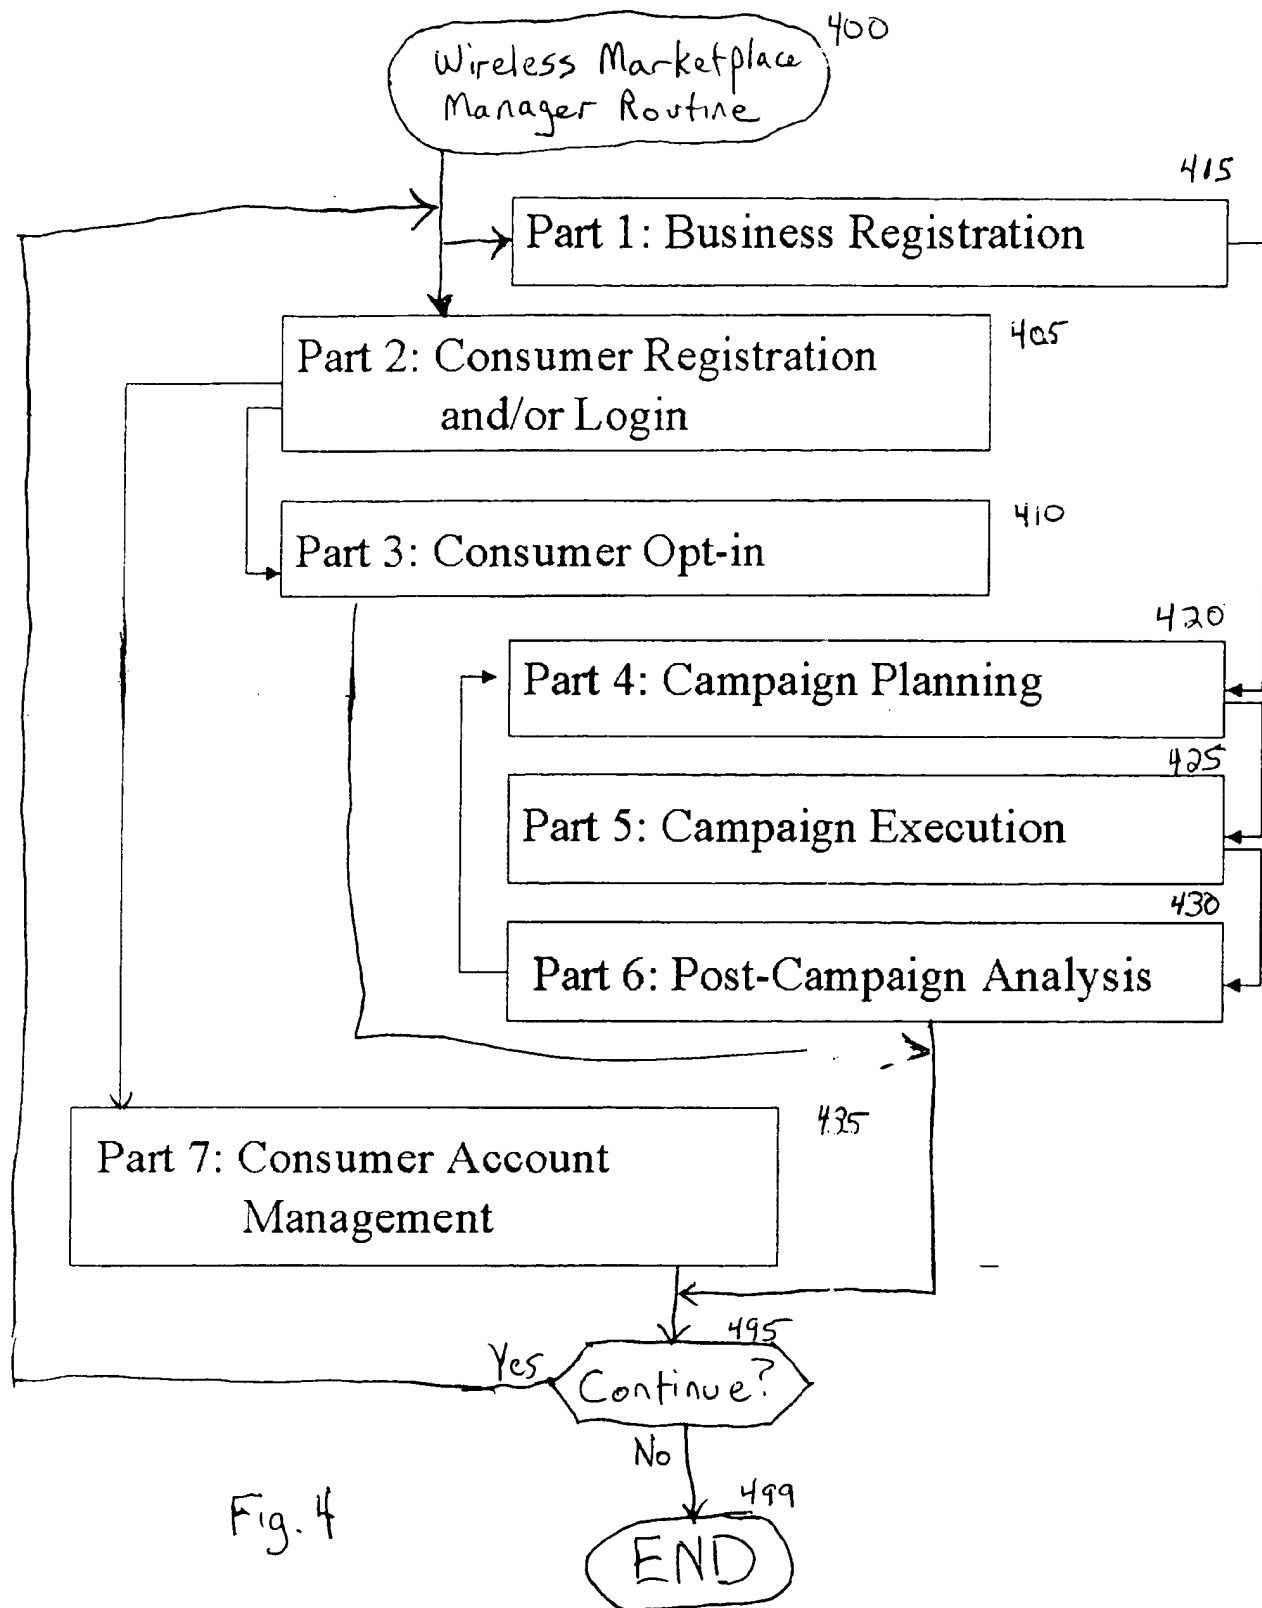 400
Wireless Marketplace
Manager Routine
415
Part 1: Business Registration
405
Part 2: Consumer Registration
and/or Login
410
Part 3: Consumer Opt-in
420
Part 4: Campaign Planning
425
Part 5: Campaign Execution
430
Part 6: Post-Campaign Analysis
435
Part 7: Consumer Account
Management
495
Yes
Continue?
No
499
END
Fig. 4